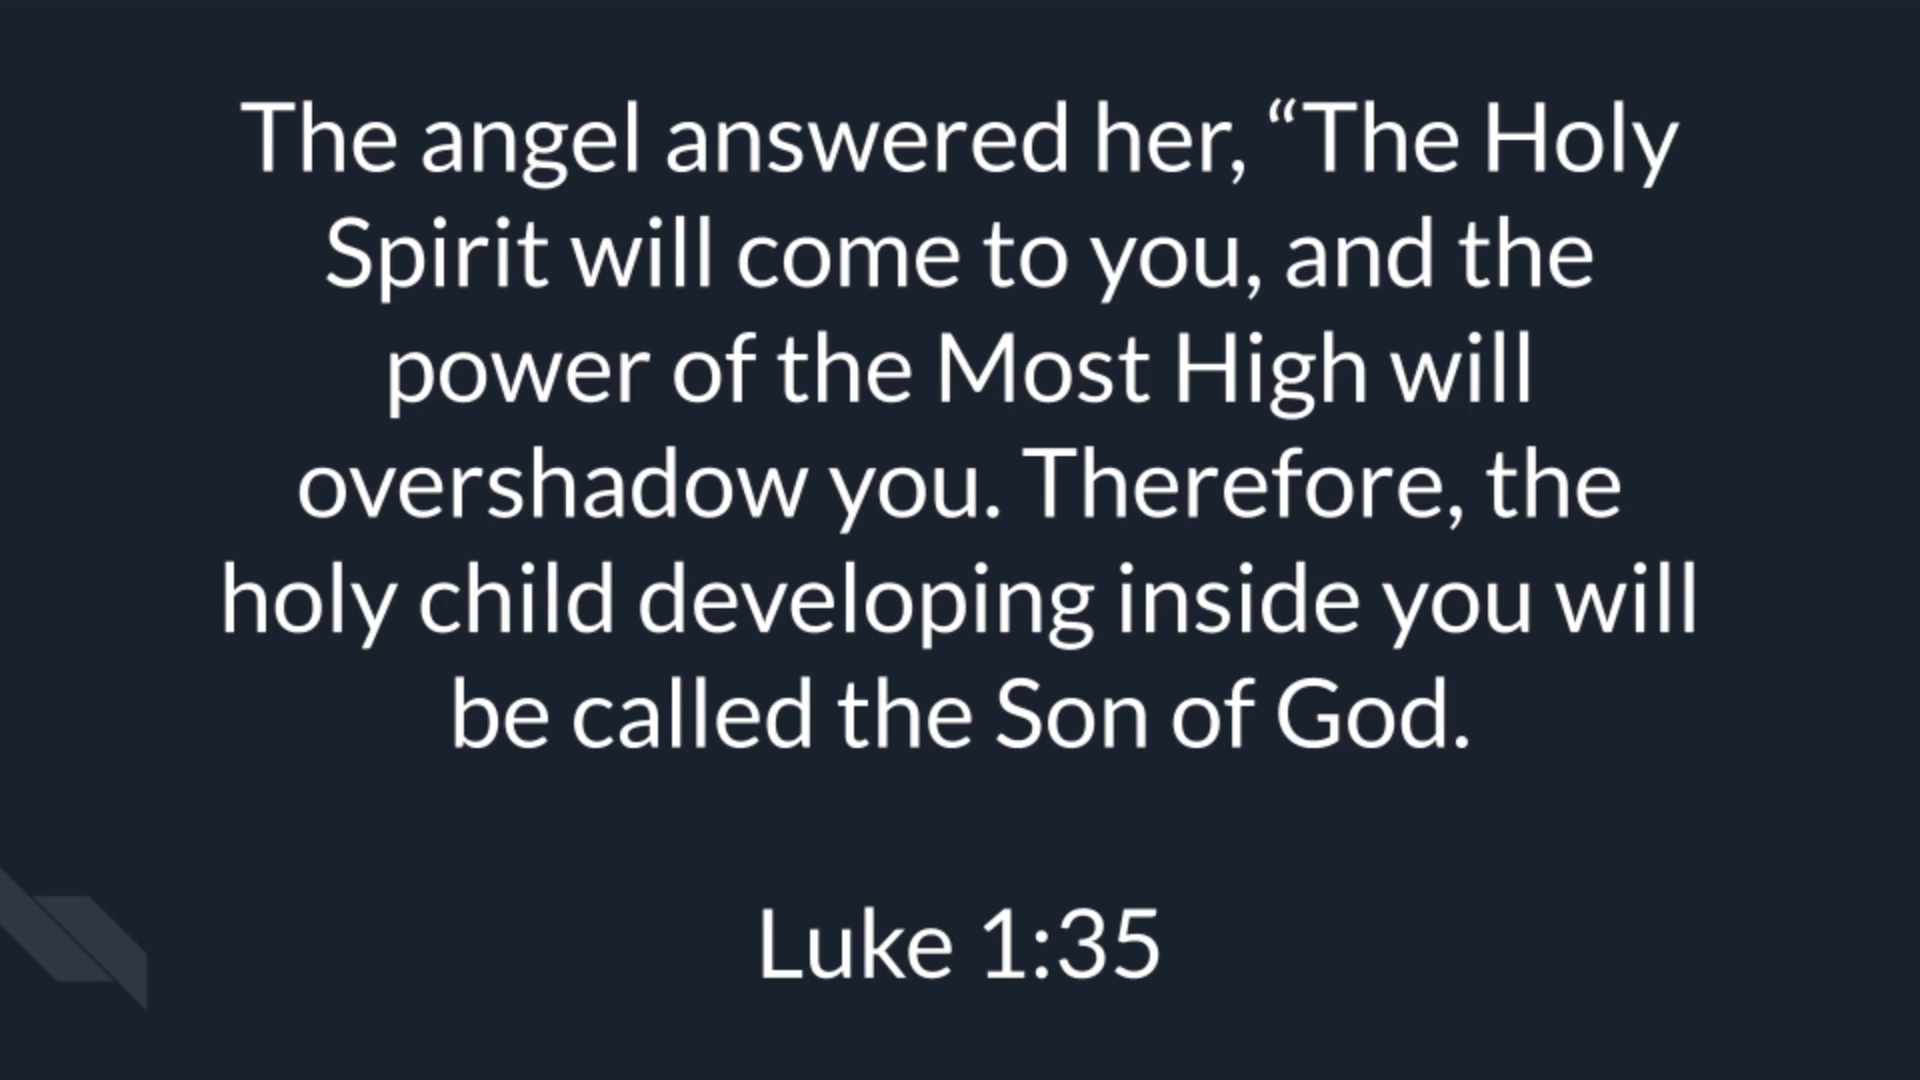 The angel answered her, “The Holy
Spirit will come to you, and the
power of the Most High will
overshadow you. Therefore, the
holy child developing inside you will
be called the Son of God.
Luke 1:35